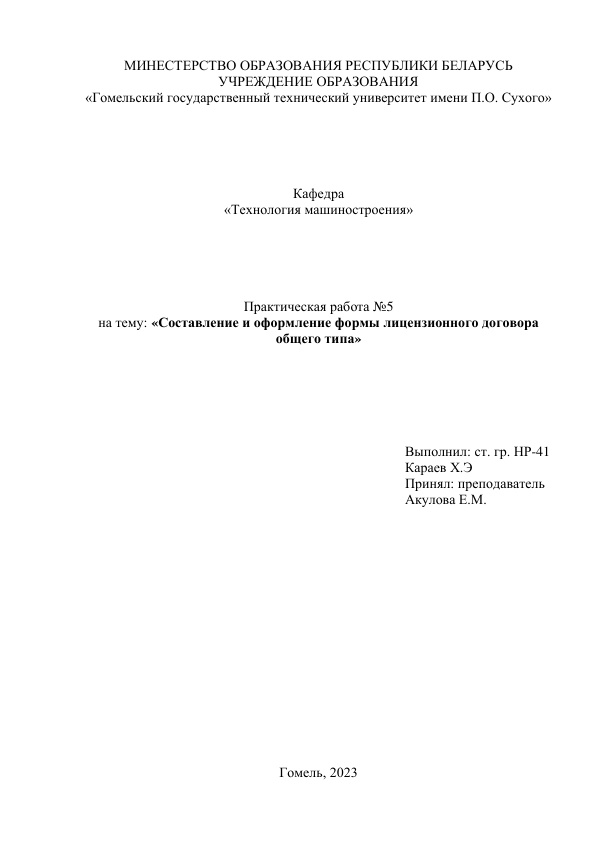 МИНЕСТЕРСТВО ОБРАЗОВАНИЯ РЕСПУБЛИКИ БЕЛАРУСЬ
УЧРЕЖДЕНИЕ ОБРАЗОВАНИЯ
«Гомельский государственный технический университет имени П.О. Сухого»
Кафедра
«Технология машиностроения»
Практическая работа №5
на тему: «Составление и оформление формы лицензионного договора
общего типа»
Выполнил: ст. гр. НР-41
Караев Х.Э
Принял: преподаватель
Акулова Е.М.
Гомель, 2023